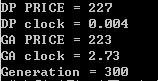 DP PRICE = 227
DP clock = 0.004
GA PRICE = 223
GA clock = 2.73
Generation = 300